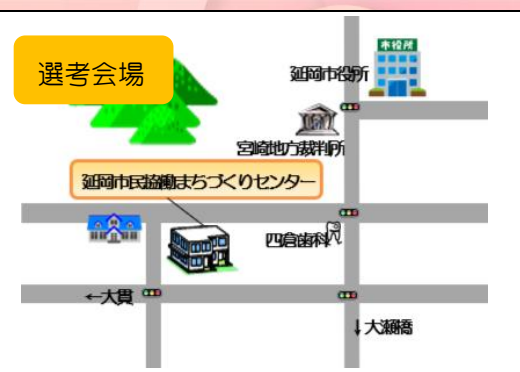 選考会場
市役所
延岡市役所
宮崎地方裁判所
延岡市民協働まちづくりセンター
四倉歯科
←大貫
↓大瀬橋